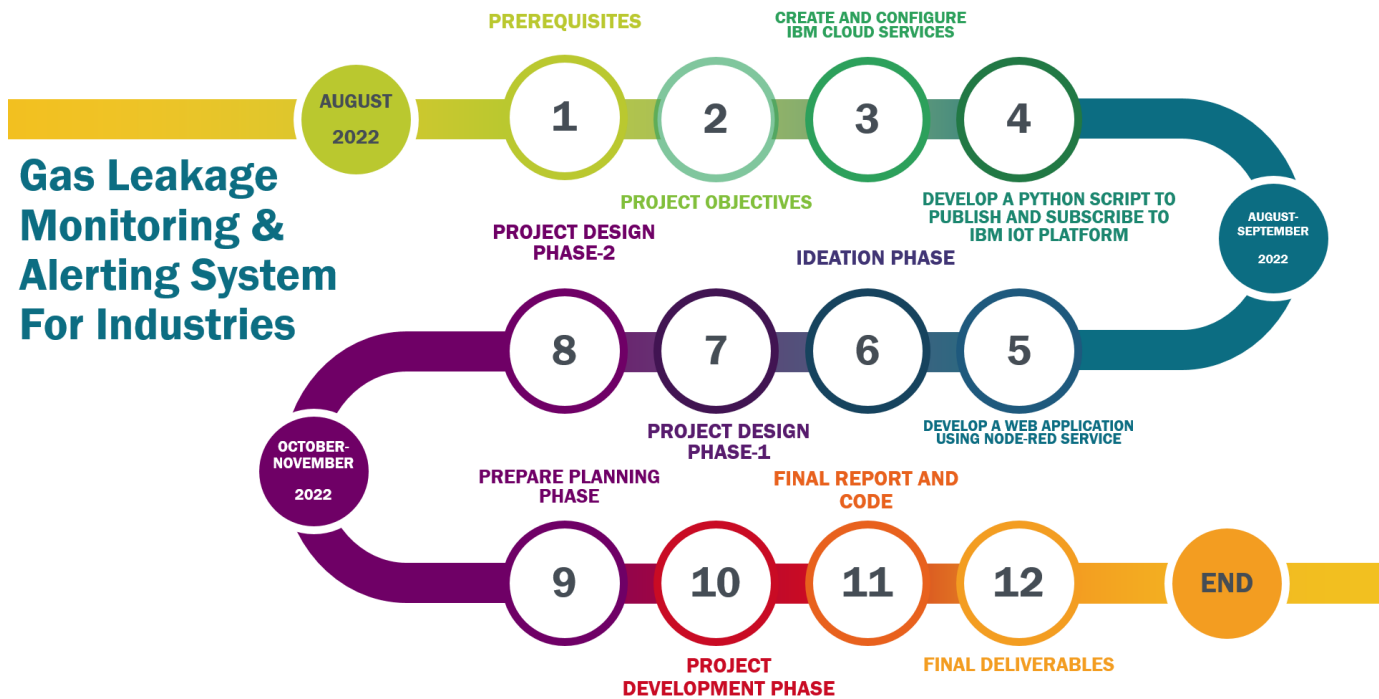 Gas Leakage
Monitoring &
Alerting System
For Industries
AUGUST
2022
PREREQUISITES
1
2
PROJECT OBJECTIVES
CREATE AND CONFIGURE
IBM CLOUD SERVICES
3
4
DEVELOP A PYTHON SCRIPT TO
PUBLISH AND SUBSCRIBE TO
IBM IOT PLATFORM
AUGUST-
SEPTEMBER
2022
5
DEVELOP A WEB APPLICATION
USING NODE-RED SERVICE
IDEATION PHASE
6
7
PROJECT DESIGN
PHASE-1
PROJECT DESIGN
PHASE-2
8
OCTOBER-
NOVEMBER
2022
PREPARE PLANNING
PHASE
9
10
PROJECT
DEVELOPMENT PHASE
FINAL REPORT AND
CODE
11
12
FINAL DELIVERABLES
END